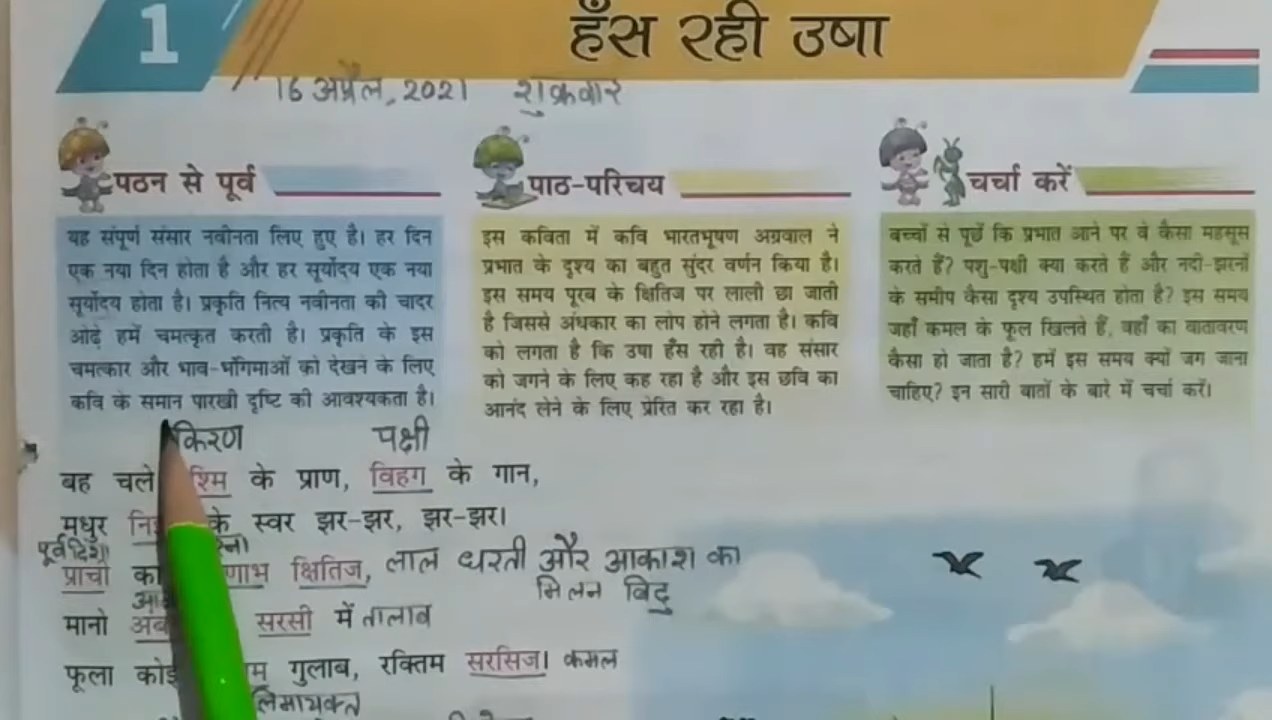 1
हँस रही उषा
16 अप्रैल, 2021 शुक्रवार
पठन से पूर्व
यह संपूर्ण संसार नवीनता लिए हुए है। हर दिन
एक नया दिन होता है और हर सूर्योदय एक नया
सूर्योदय होता है। प्रकृति नित्य नवीनता की चादर
ओढ़े हमें चमत्कृत करती है। प्रकृति के इस
चमत्कार और भाव-भंगिमाओं को देखने के लिए
कवि के समान पारखी दृष्टि की आवश्यकता है।
पाठ-परिचय
इस कविता में कवि भारतभूषण अग्रवाल ने
प्रभात के दृश्य का बहुत सुंदर वर्णन किया है।
इस समय पूरब के क्षितिज पर लाली छा जाती
है जिससे अंधकार का लोप होने लगता है। कवि
को लगता है कि उषा हँस रही है। वह संसार
को जगने के लिए कह रहा है और इस छवि का
आनंद लेने के लिए प्रेरित कर रहा है।
चर्चा करें
बच्चों से पूछें कि प्रभात आने पर वे कैसा महसूस
करते हैं? पशु-पक्षी क्या करते हैं और नदी-झरनों
के समीप कैसा दृश्य उपस्थित होता है? इस समय
जहाँ कमल के फूल खिलते हैं, वहाँ का वातावरण
कैसा हो जाता है? हमें इस समय क्यों जग जाना
चाहिए? इन सारी बातों के बारे में चर्चा करें।
किरण पक्षी
बह चले के प्राण, विहग के गान,
मधुर के स्वर झर-झर, झर-झर।
पूर्व दिशा
प्राची का क्षितिज, लाल धरती और आकाश का
मिलन बिंदु
मानो सरसी में तालाब
फूला कोई गुलाब, रक्तिम सरसिज। कमल